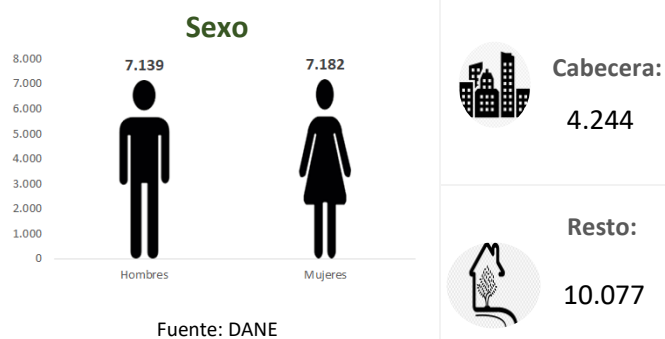 Sexo
8.000
7.000
6.000
5.000
4.000
3.000
2.000
1.000
0
7.139
7.182
Hombres
Mujeres
Fuente: DANE
Cabecera:
4.244
Resto:
10.077